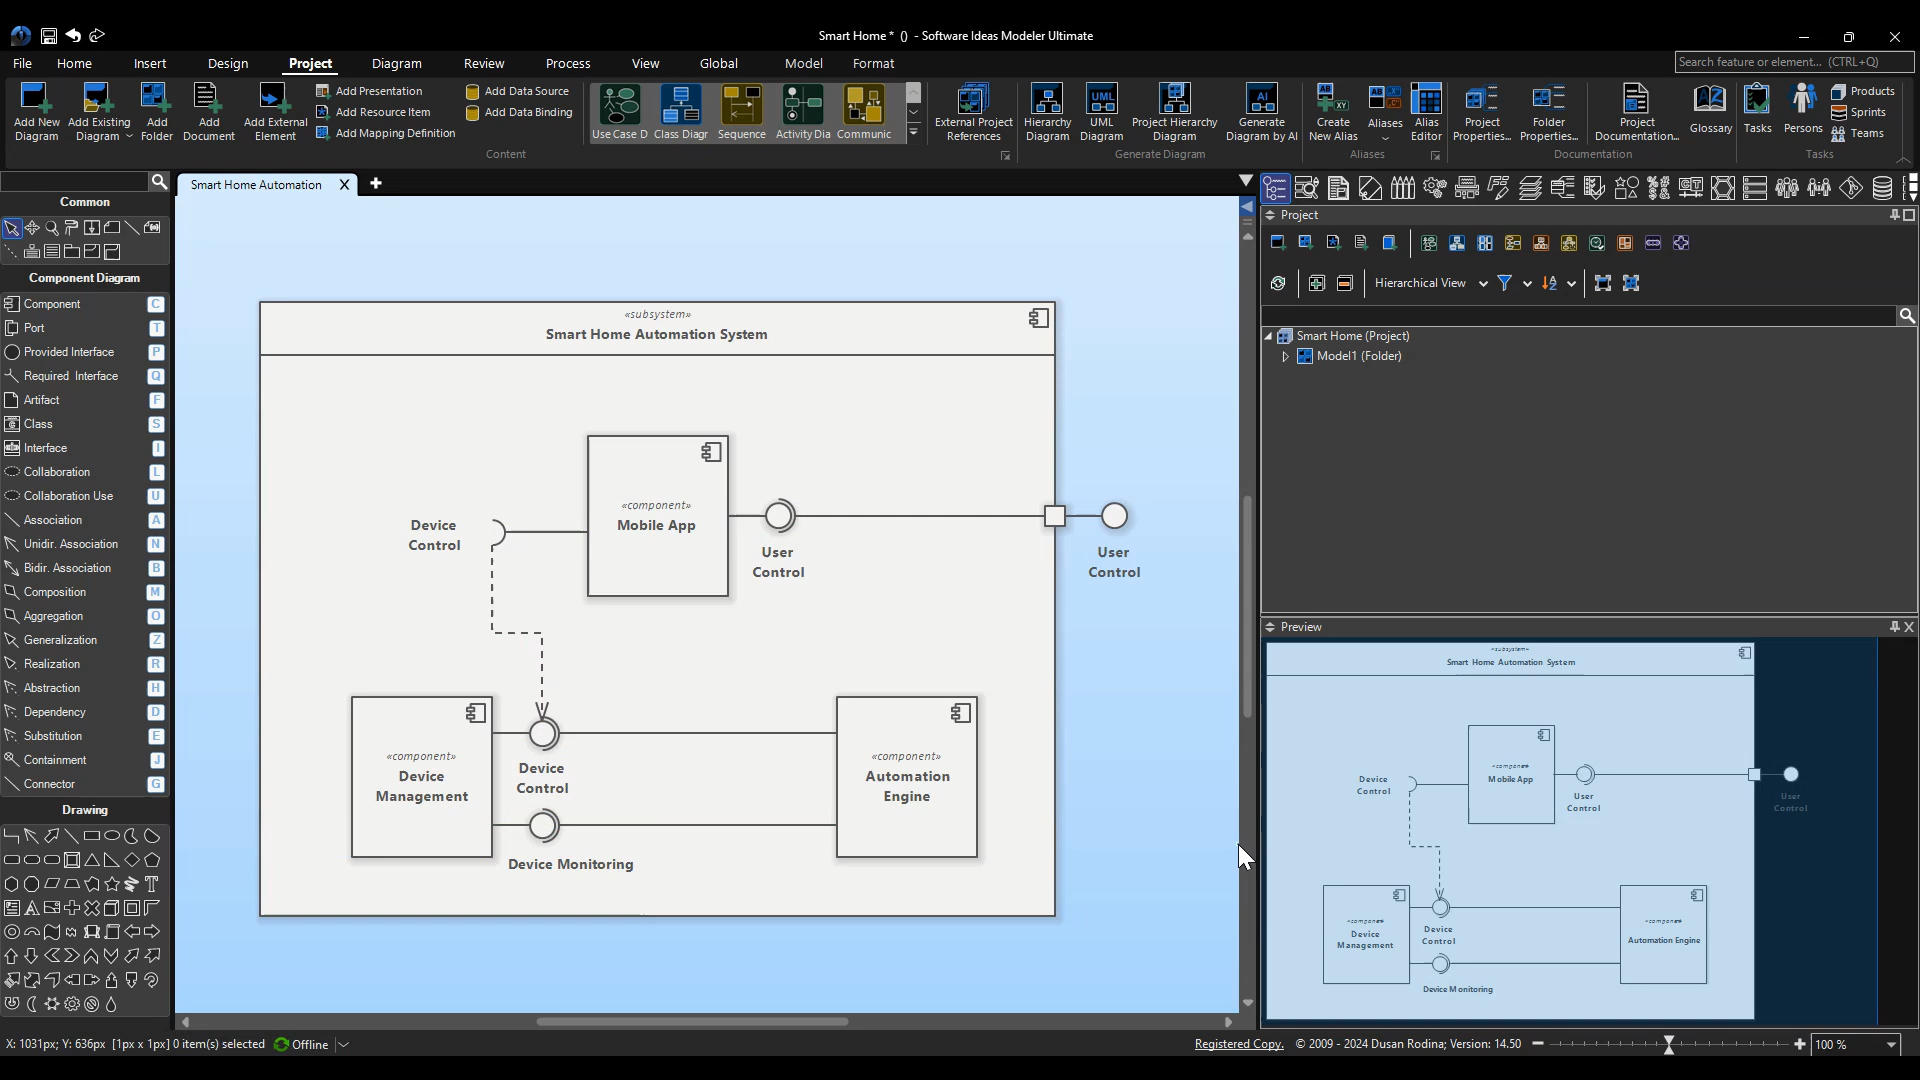 Smart Home * () - Software Ideas Modeler Ultimate
File Home Insert Design Project Diagram Review Process View Global Model Format
Search feature or element... (CTRL+Q)
Add New Diagram
Add Existing Diagram
Add Folder
Add Document
Add External Element
Add Presentation
Add Resource Item
Add Mapping Definition
Add Data Source
Add Data Binding
Content
Use Case D
Class Diagr
Sequence
Activity Dia
Communic
External Project References
Hierarchy Diagram
UML Diagram
Project Hierarchy Diagram
Generate Diagram by AI
Generate Diagram
Create New Alias
Aliases
Alias Editor
Aliases
Project Properties...
Folder Properties...
Project Documentation...
Glossary
Documentation
Tasks
Persons
Products
Sprints
Teams
Tasks
Smart Home Automation X
Common
Component Diagram
Component C
Port T
Provided Interface P
Required Interface Q
Artifact F
Class S
Interface I
Collaboration L
Collaboration Use U
Association A
Unidir. Association N
Bidir. Association B
Composition M
Aggregation O
Generalization Z
Realization R
Abstraction H
Dependency D
Substitution E
Containment J
Connector G
Drawing
«subsystem»
Smart Home Automation System
«component»
Mobile App
Device
Control
User
Control
User
Control
«component»
Device
Management
Device
Control
Device Monitoring
«component»
Automation
Engine
Project
Hierarchical View
Smart Home (Project)
Model1 (Folder)
Preview
«subsystem»
Smart Home Automation System
«component»
Mobile App
Device
Control
User
Control
User
Control
«component»
Device
Management
Device
Control
Device Monitoring
«component»
Automation Engine
X: 1031px; Y: 636px [1px x 1px] 0 item(s) selected Offline
Registered Copy. © 2009 - 2024 Dusan Rodina; Version: 14.50
100 %